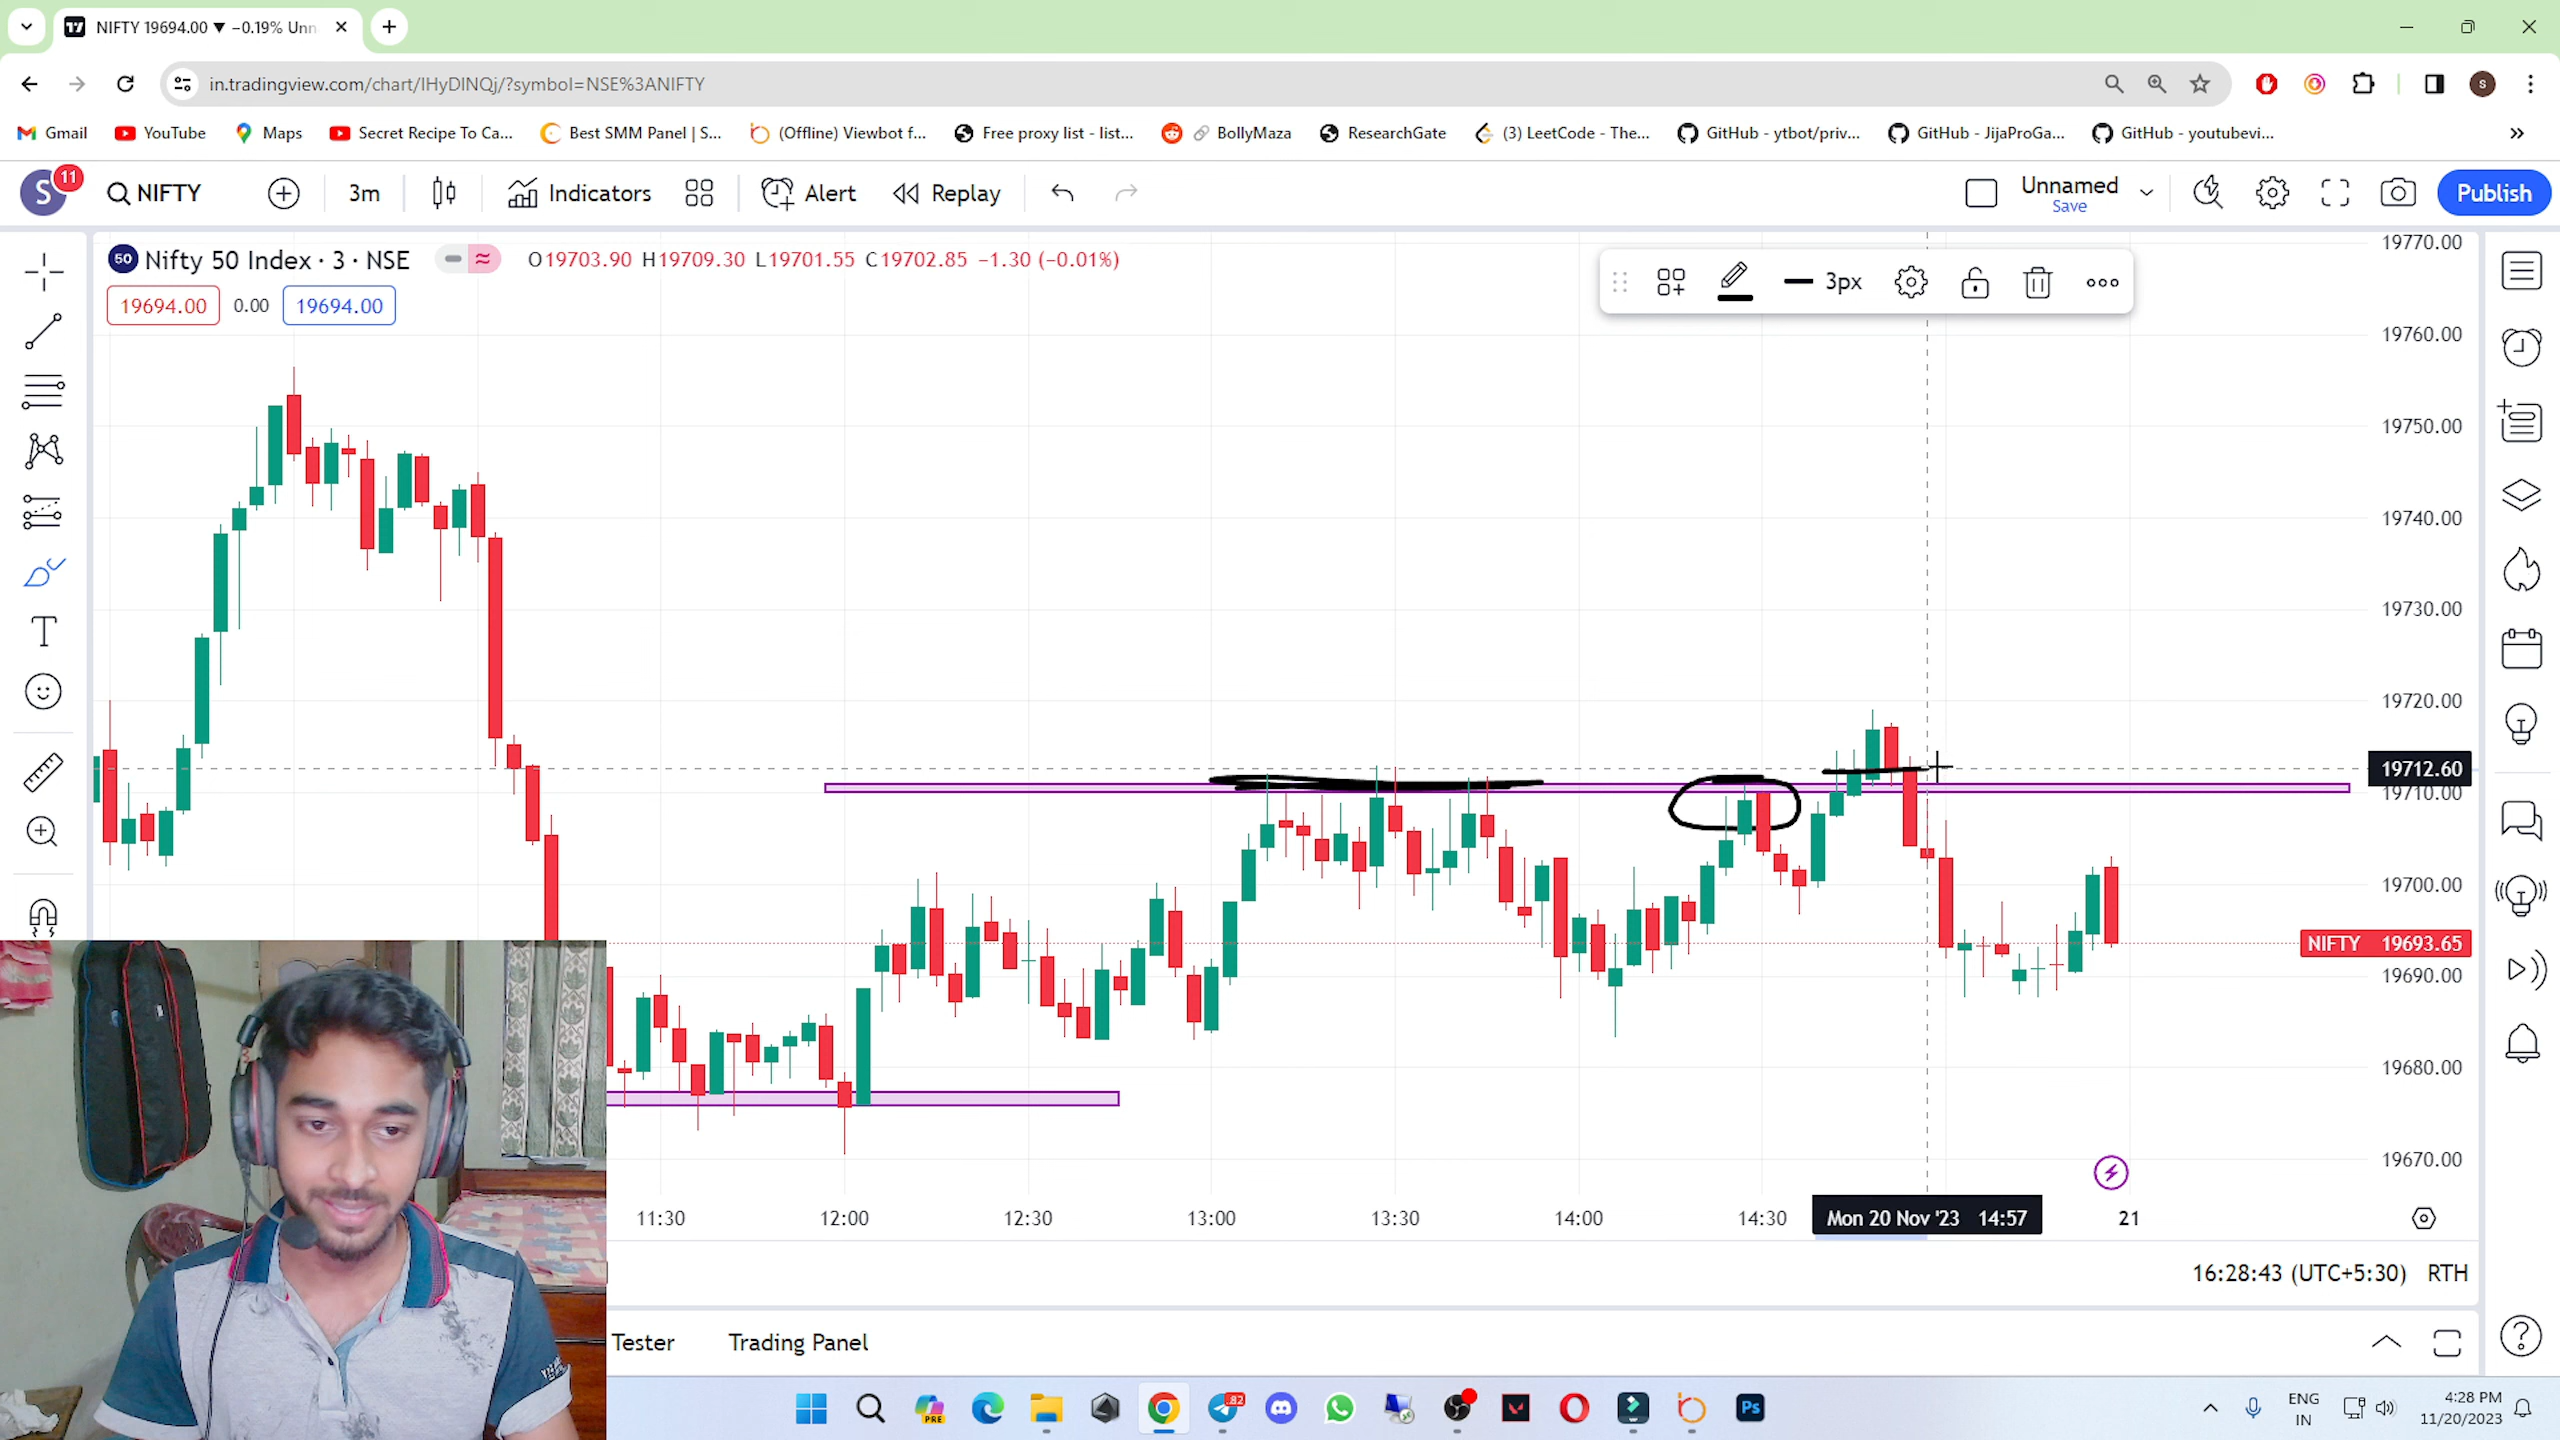 NIFTY 19694.00 ▼ −0.19% Unn
in.tradingview.com/chart/IHyDINQj/?symbol=NSE%3ANIFTY
S
Gmail
YouTube
Maps
Secret Recipe To Ca...
Best SMM Panel | S...
(Offline) Viewbot f...
Free proxy list - list...
BollyMaza
ResearchGate
(3) LeetCode - The...
GitHub - ytbot/priv...
GitHub - JijaProGa...
GitHub - youtubevi...
S
11
NIFTY
3m
Indicators
Alert
Replay
Unnamed
Save
Publish
50 Nifty 50 Index · 3 · NSE
O19703.90 H19709.30 L19701.55 C19702.85 −1.30 (−0.01%)
19694.00 0.00 19694.00
3px
19770.00
19760.00
19750.00
19740.00
19730.00
19720.00
19712.60
19710.00
19700.00
NIFTY 19693.65
19690.00
19680.00
19670.00
11:30 12:00 12:30 13:00 13:30 14:00 14:30 Mon 20 Nov '23 14:57 21
16:28:43 (UTC+5:30) RTH
Tester
Trading Panel
PRE
82
Ps
ENG
IN
4:28 PM
11/20/2023